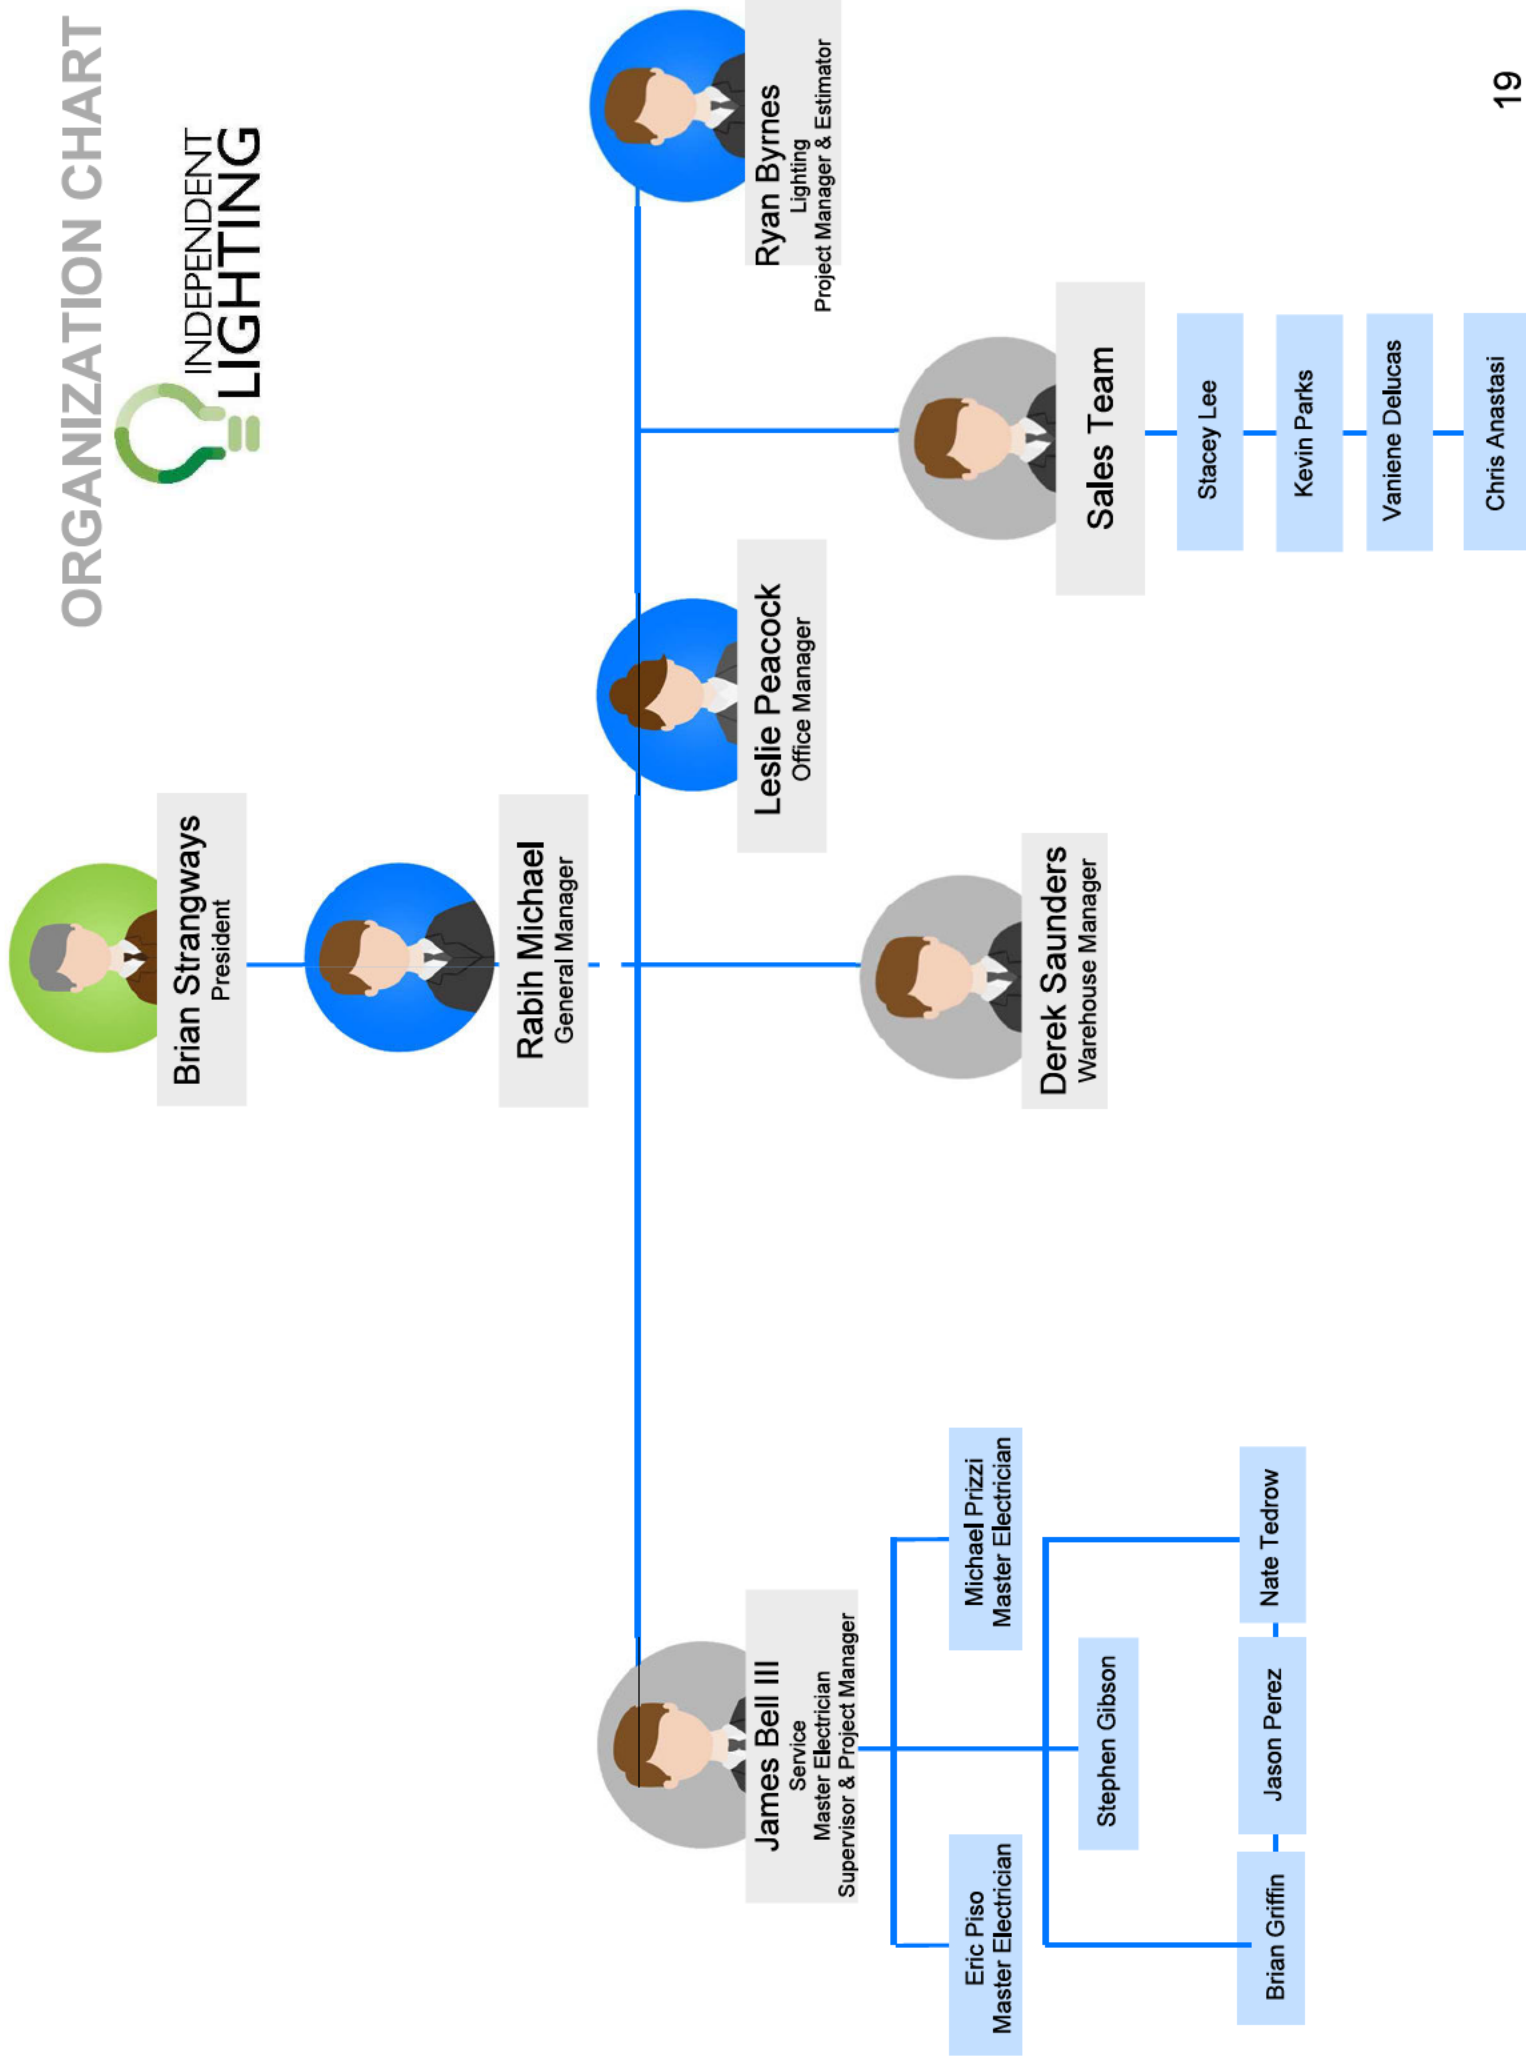 ORGANIZATION CHART
INDEPENDENT
LIGHTING
Brian Strangways
President
Rabih Michael
General Manager
James Bell III
Service
Master Electrician
Supervisor & Project Manager
Leslie Peacock
Office Manager
Ryan Byrnes
Lighting
Project Manager & Estimator
Derek Saunders
Warehouse Manager
Sales Team
Eric Piso
Master Electrician
Michael Prizzi
Master Electrician
Stephen Gibson
Brian Griffin
Jason Perez
Nate Tedrow
Stacey Lee
Kevin Parks
Vaniene Delucas
Chris Anastasi
19